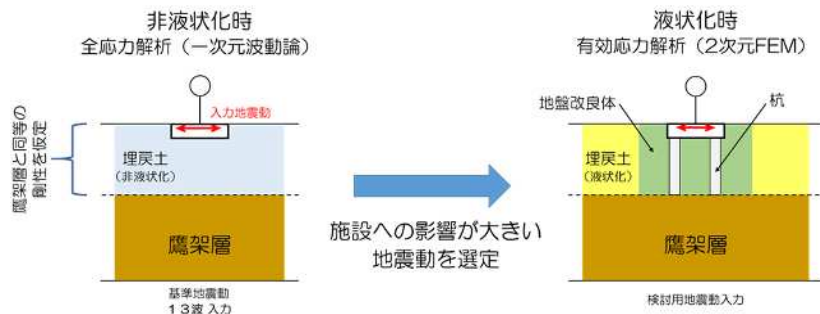 非液状化時
全応力解析（一次元波動論）
入力地震動
鷹架層と同等の
剛性を仮定
埋戻土
（非液状化）
鷹架層
基準地震動
１３波 入力
施設への影響が大きい
地震動を選定
液状化時
有効応力解析（2次元FEM）
地盤改良体
杭
埋戻土
（液状化）
鷹架層
検討用地震動入力